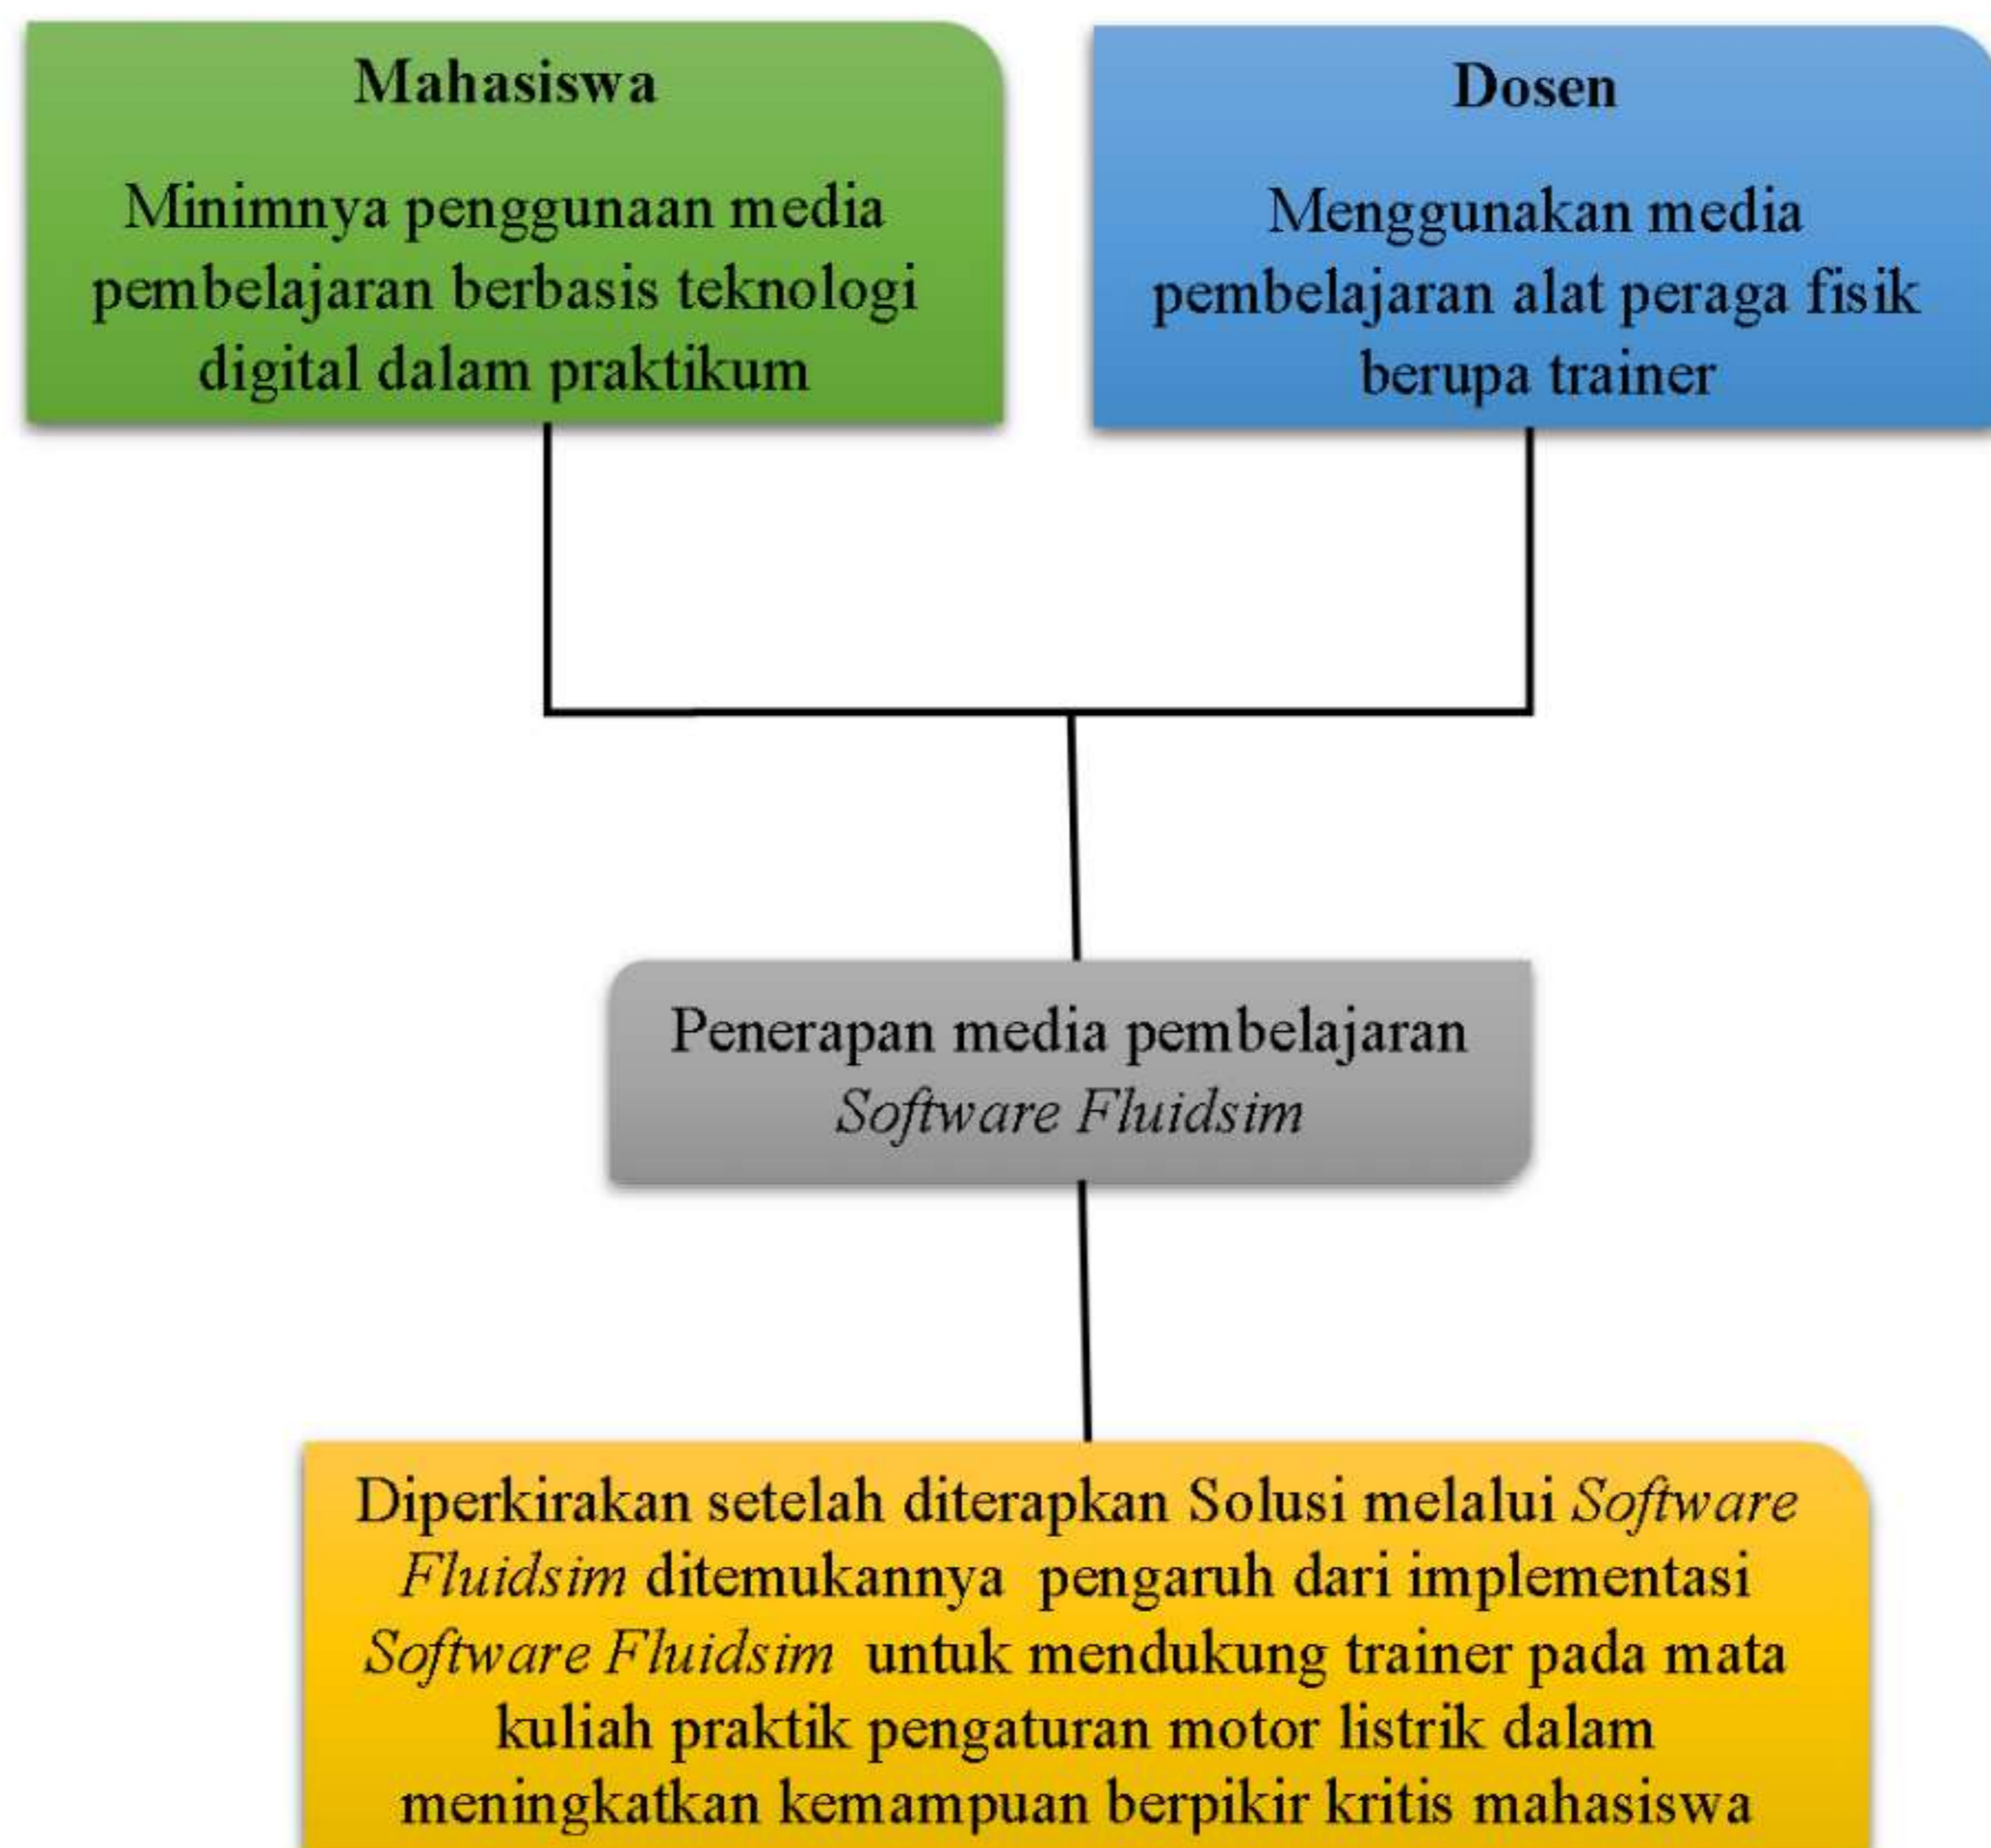 Mahasiswa
Minimnya penggunaan media
pembelajaran berbasis teknologi
digital dalam praktikum
Dosen
Menggunakan media
pembelajaran alat peraga fisik
berupa trainer
Penerapan media pembelajaran
Software Fluidsim
Diperkirakan setelah diterapkan Solusi melalui Software
Fluidsim ditemukannya pengaruh dari implementasi
Software Fluidsim untuk mendukung trainer pada mata
kuliah praktik pengaturan motor listrik dalam
meningkatkan kemampuan berpikir kritis mahasiswa